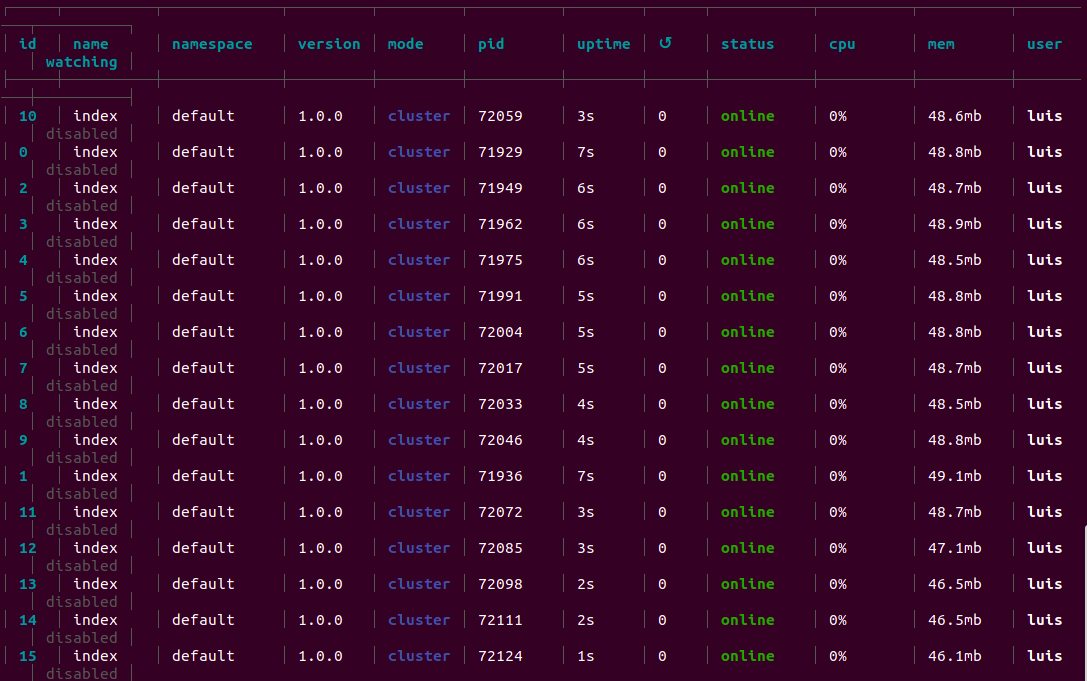 id name namespace version mode pid uptime ↺ status cpu mem user
watching
10 index default 1.0.0 cluster 72059 3s 0 online 0% 48.6mb luis
disabled
0 index default 1.0.0 cluster 71929 7s 0 online 0% 48.8mb luis
disabled
2 index default 1.0.0 cluster 71949 6s 0 online 0% 48.7mb luis
disabled
3 index default 1.0.0 cluster 71962 6s 0 online 0% 48.9mb luis
disabled
4 index default 1.0.0 cluster 71975 6s 0 online 0% 48.5mb luis
disabled
5 index default 1.0.0 cluster 71991 5s 0 online 0% 48.8mb luis
disabled
6 index default 1.0.0 cluster 72004 5s 0 online 0% 48.8mb luis
disabled
7 index default 1.0.0 cluster 72017 5s 0 online 0% 48.7mb luis
disabled
8 index default 1.0.0 cluster 72033 4s 0 online 0% 48.5mb luis
disabled
9 index default 1.0.0 cluster 72046 4s 0 online 0% 48.8mb luis
disabled
1 index default 1.0.0 cluster 71936 7s 0 online 0% 49.1mb luis
disabled
11 index default 1.0.0 cluster 72072 3s 0 online 0% 48.7mb luis
disabled
12 index default 1.0.0 cluster 72085 3s 0 online 0% 47.1mb luis
disabled
13 index default 1.0.0 cluster 72098 2s 0 online 0% 46.5mb luis
disabled
14 index default 1.0.0 cluster 72111 2s 0 online 0% 46.5mb luis
disabled
15 index default 1.0.0 cluster 72124 1s 0 online 0% 46.1mb luis
disabled